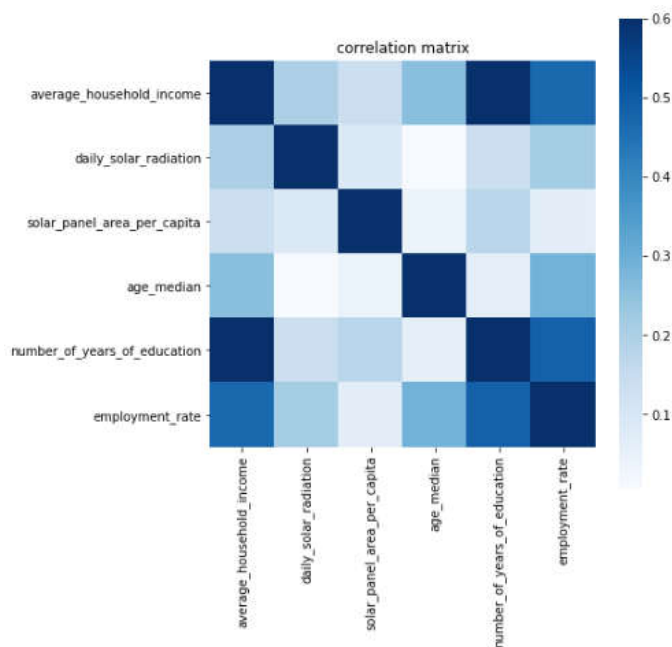 correlation matrix
average_household_income
daily_solar_radiation
solar_panel_area_per_capita
age_median
number_of_years_of_education
employment_rate
average_household_income
daily_solar_radiation
solar_panel_area_per_capita
age_median
number_of_years_of_education
employment_rate
0.6
0.5
0.4
0.3
0.2
0.1